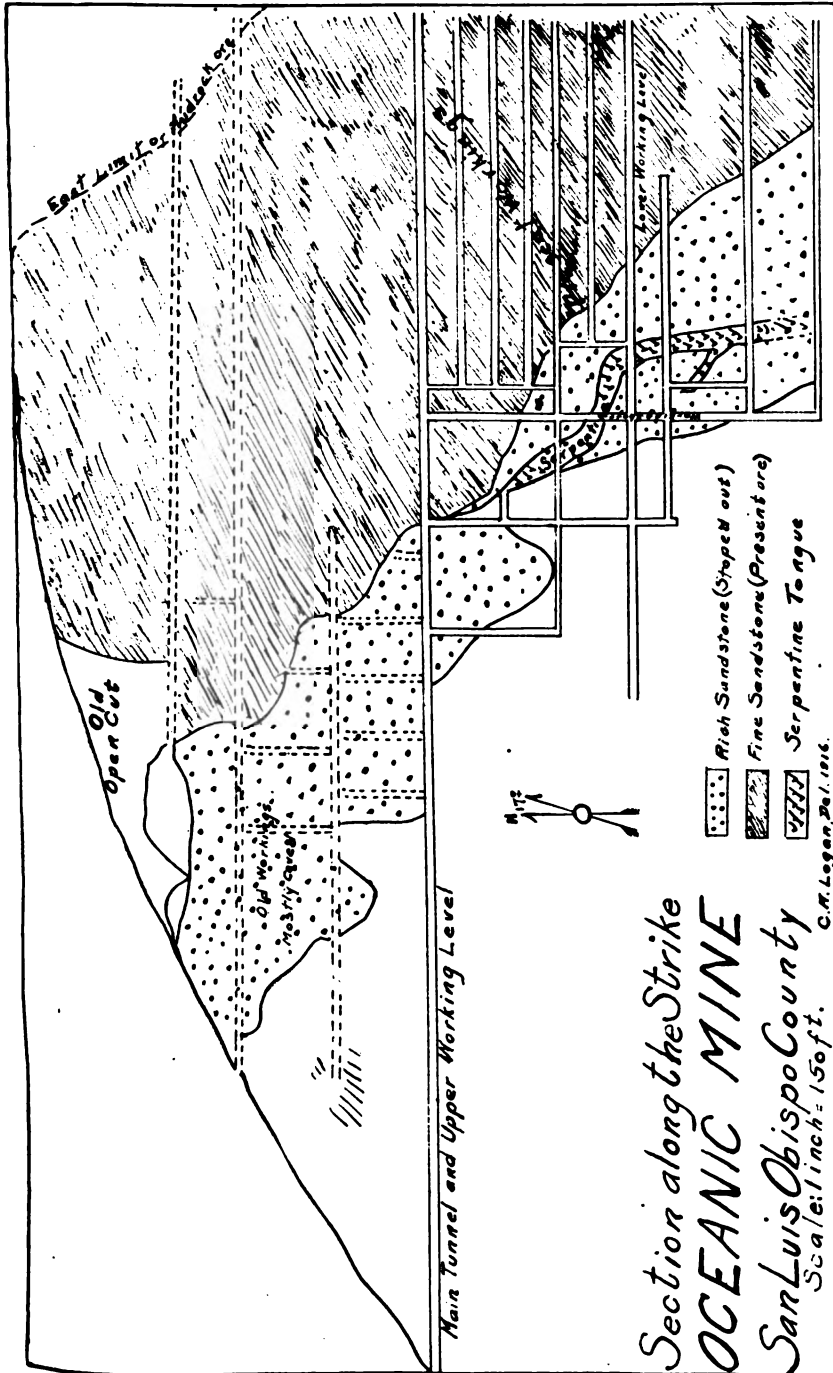 East Limit of ore
Old
Open Cut
Old Workings
Mostly Caved
Lower Working Level
Serpentine
Main Tunnel and Upper Working Level
N
Rich Sandstone (Stoped out)
Fine Sandstone (Present ore)
Serpentine Tongue
Section along the Strike
OCEANIC MINE
San Luis Obispo County
Scale: 1 inch = 150 ft.
Logan, Del. 1916.